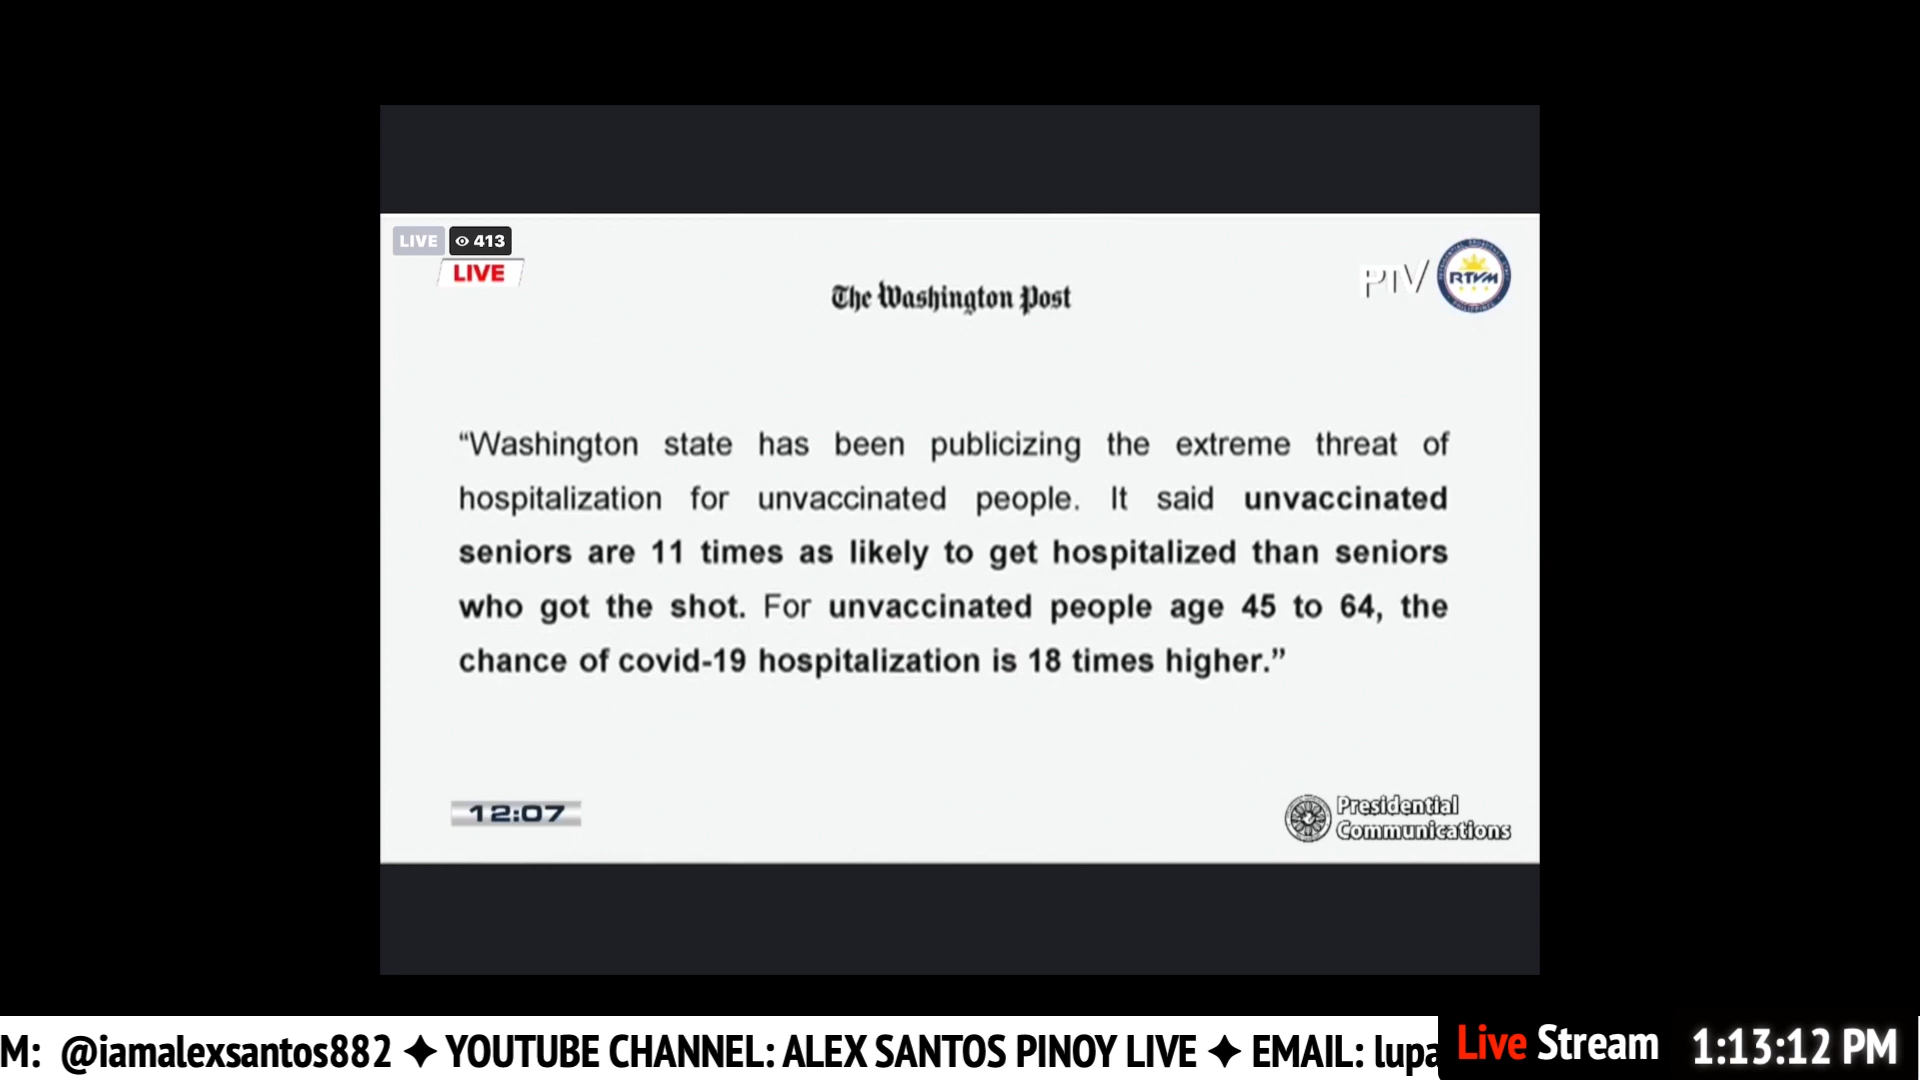 LIVE 413
LIVE
The Washington Post
PTV
RTVM
“Washington state has been publicizing the extreme threat of
hospitalization for unvaccinated people. It said unvaccinated
seniors are 11 times as likely to get hospitalized than seniors
who got the shot. For unvaccinated people age 45 to 64, the
chance of covid-19 hospitalization is 18 times higher.”
12:07
Presidential
Communications
M: @iamalexsantos882 ✦ YOUTUBE CHANNEL: ALEX SANTOS PINOY LIVE ✦ EMAIL: lupa
Live Stream 1:13:12 PM